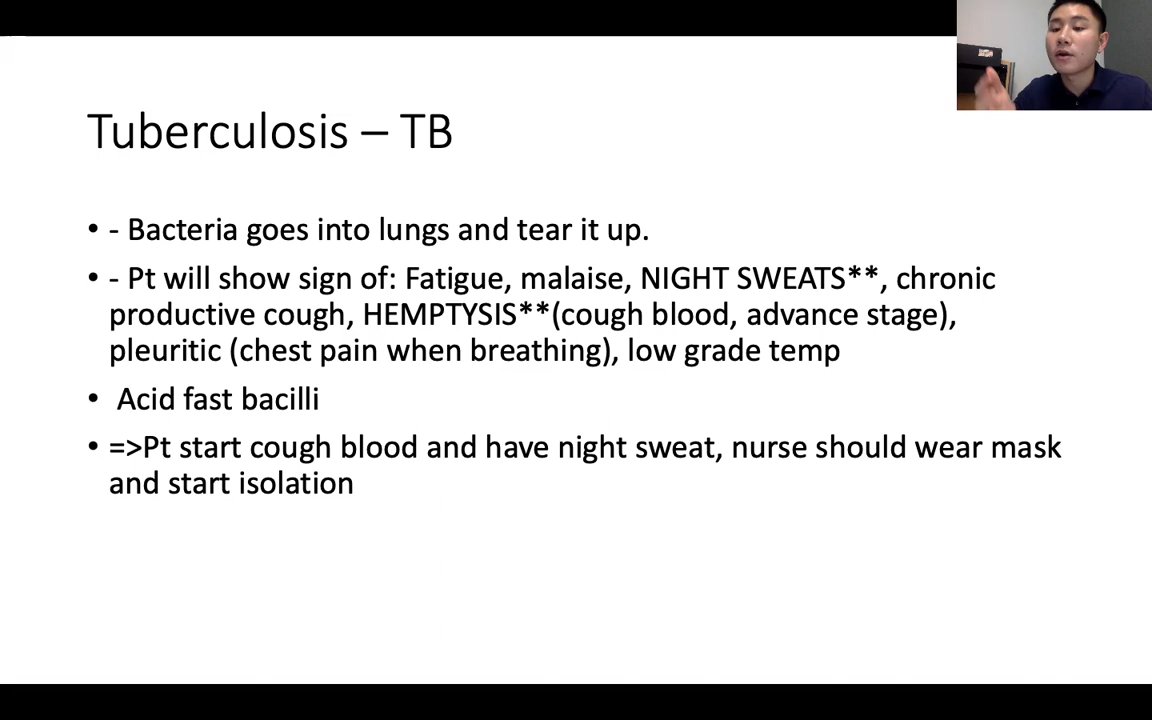 Tuberculosis – TB
• - Bacteria goes into lungs and tear it up.
• - Pt will show sign of: Fatigue, malaise, NIGHT SWEATS**, chronic
productive cough, HEMPTYSIS**(cough blood, advance stage),
pleuritic (chest pain when breathing), low grade temp
• Acid fast bacilli
• =>Pt start cough blood and have night sweat, nurse should wear mask
and start isolation